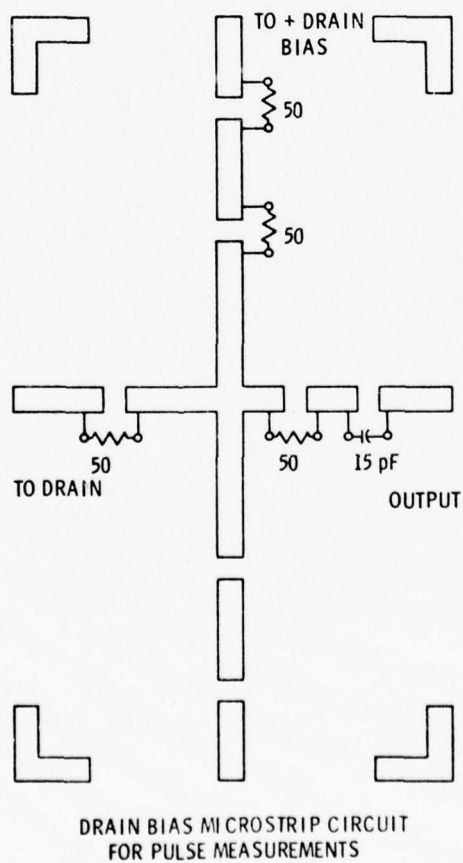 TO + DRAIN
BIAS
50
50
50
50
15 pF
TO DRAIN
OUTPUT
DRAIN BIAS MICROSTRIP CIRCUIT
FOR PULSE MEASUREMENTS